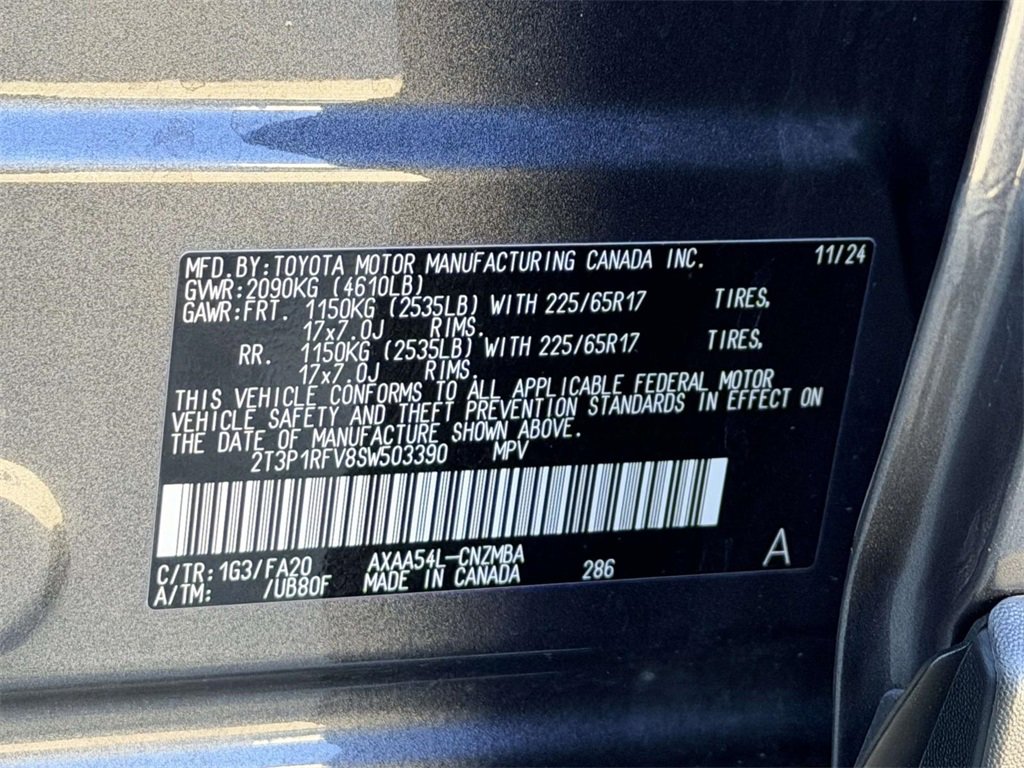 MFD.BY:TOYOTA MOTOR MANUFACTURING CANADA INC. 11/24
GVWR:2090KG (4610LB)
GAWR:FRT. 1150KG (2535LB) WITH 225/65R17 TIRES,
17x7.0J RIMS.
RR. 1150KG (2535LB) WITH 225/65R17 TIRES,
17x7.0J RIMS.
THIS VEHICLE CONFORMS TO ALL APPLICABLE FEDERAL MOTOR
VEHICLE SAFETY AND THEFT PREVENTION STANDARDS IN EFFECT ON
THE DATE OF MANUFACTURE SHOWN ABOVE.
2T3P1RFV8SW503390 MPV
C/TR:1G3/FA20 AXAA54L-CNZMBA
A/TM: /UB80F MADE IN CANADA 286 A